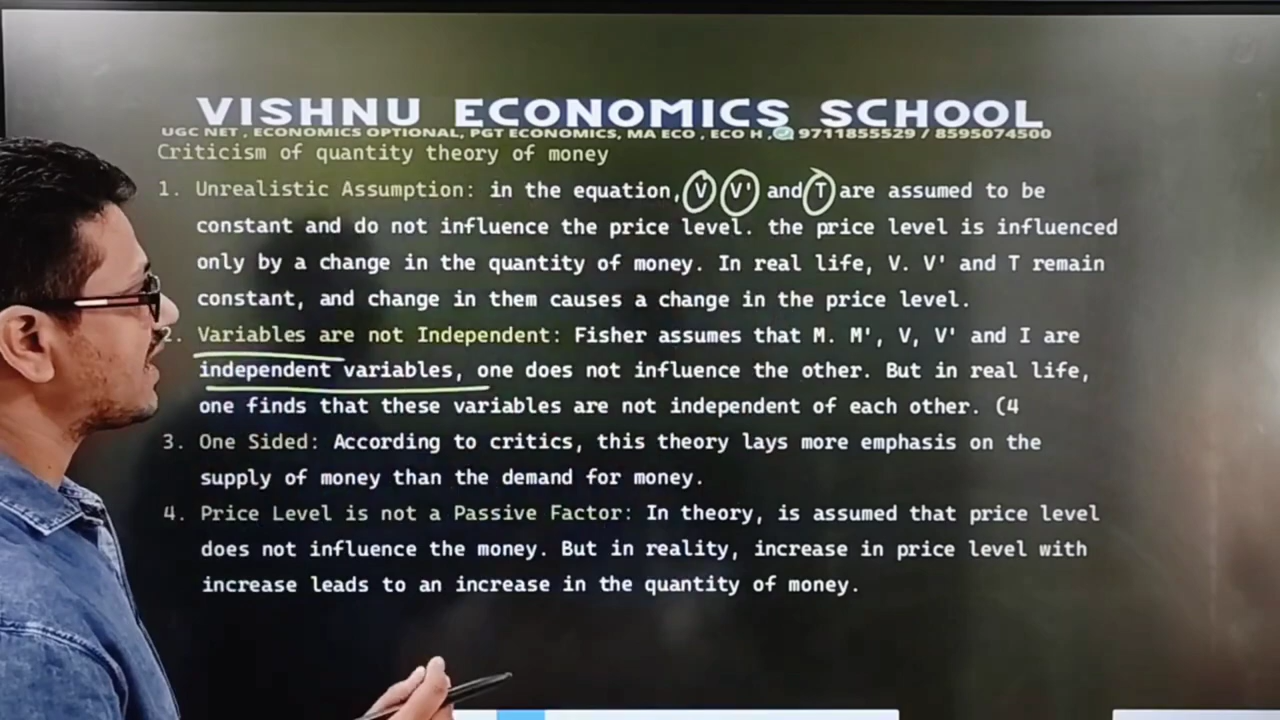 VISHNU ECONOMICS SCHOOL
UGC NET , ECONOMICS OPTIONAL, PGT ECONOMICS, MA ECO , ECO H , 9711855529 / 8595074500
Criticism of quantity theory of money
1. Unrealistic Assumption: in the equation, V V' and T are assumed to be
constant and do not influence the price level. the price level is influenced
only by a change in the quantity of money. In real life, V. V' and T remain
constant, and change in them causes a change in the price level.
2. Variables are not Independent: Fisher assumes that M. M', V, V' and I are
independent variables, one does not influence the other. But in real life,
one finds that these variables are not independent of each other. (4
3. One Sided: According to critics, this theory lays more emphasis on the
supply of money than the demand for money.
4. Price Level is not a Passive Factor: In theory, is assumed that price level
does not influence the money. But in reality, increase in price level with
increase leads to an increase in the quantity of money.